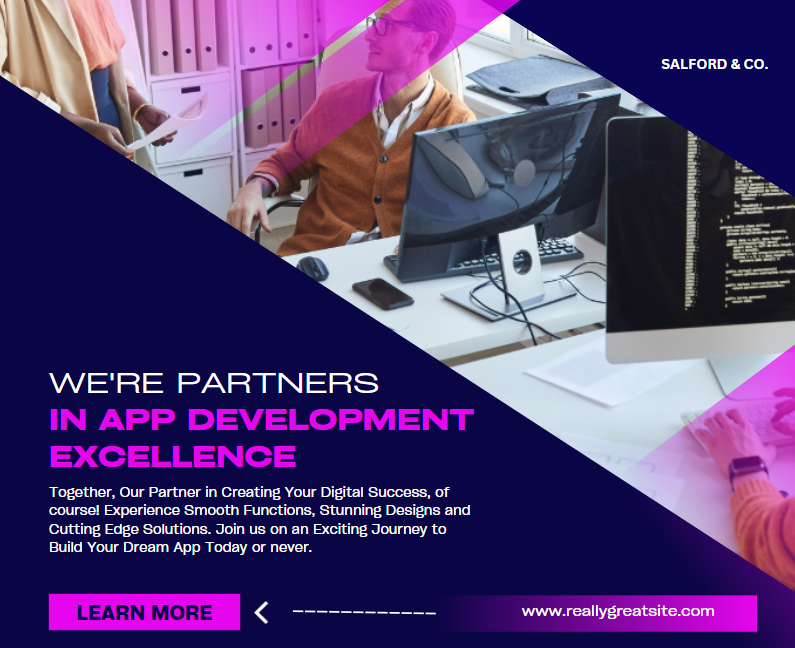 SALFORD & CO.
WE'RE PARTNERS
IN APP DEVELOPMENT
EXCELLENCE
Together, Our Partner in Creating Your Digital Success, of
course! Experience Smooth Functions, Stunning Designs and
Cutting Edge Solutions. Join us on an Exciting Journey to
Build Your Dream App Today or never.
LEARN MORE
www.reallygreatsite.com